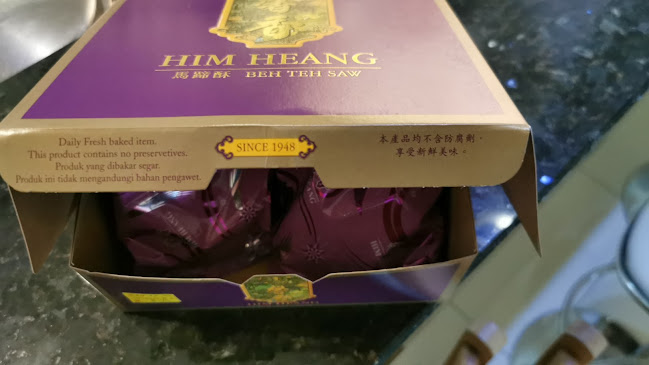 HIM HEANG
馬蹄酥 BEH TEH SAW
Daily Fresh baked item.
This product contains no preservetives.
Produk yang dibakar segar.
Produk ini tidak mengandungi bahan pengawet.
SINCE 1948
本產品均不含防腐劑，
享受新鮮美味。